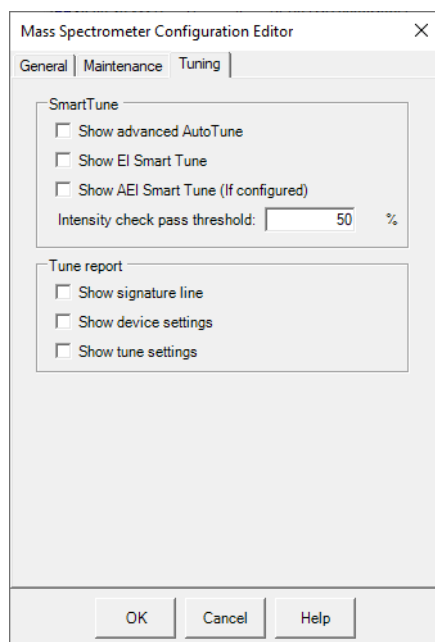 Mass Spectrometer Configuration Editor
General Maintenance Tuning
SmartTune
Show advanced AutoTune
Show EI Smart Tune
Show AEI Smart Tune (If configured)
Intensity check pass threshold: 50 %
Tune report
Show signature line
Show device settings
Show tune settings
OK Cancel Help